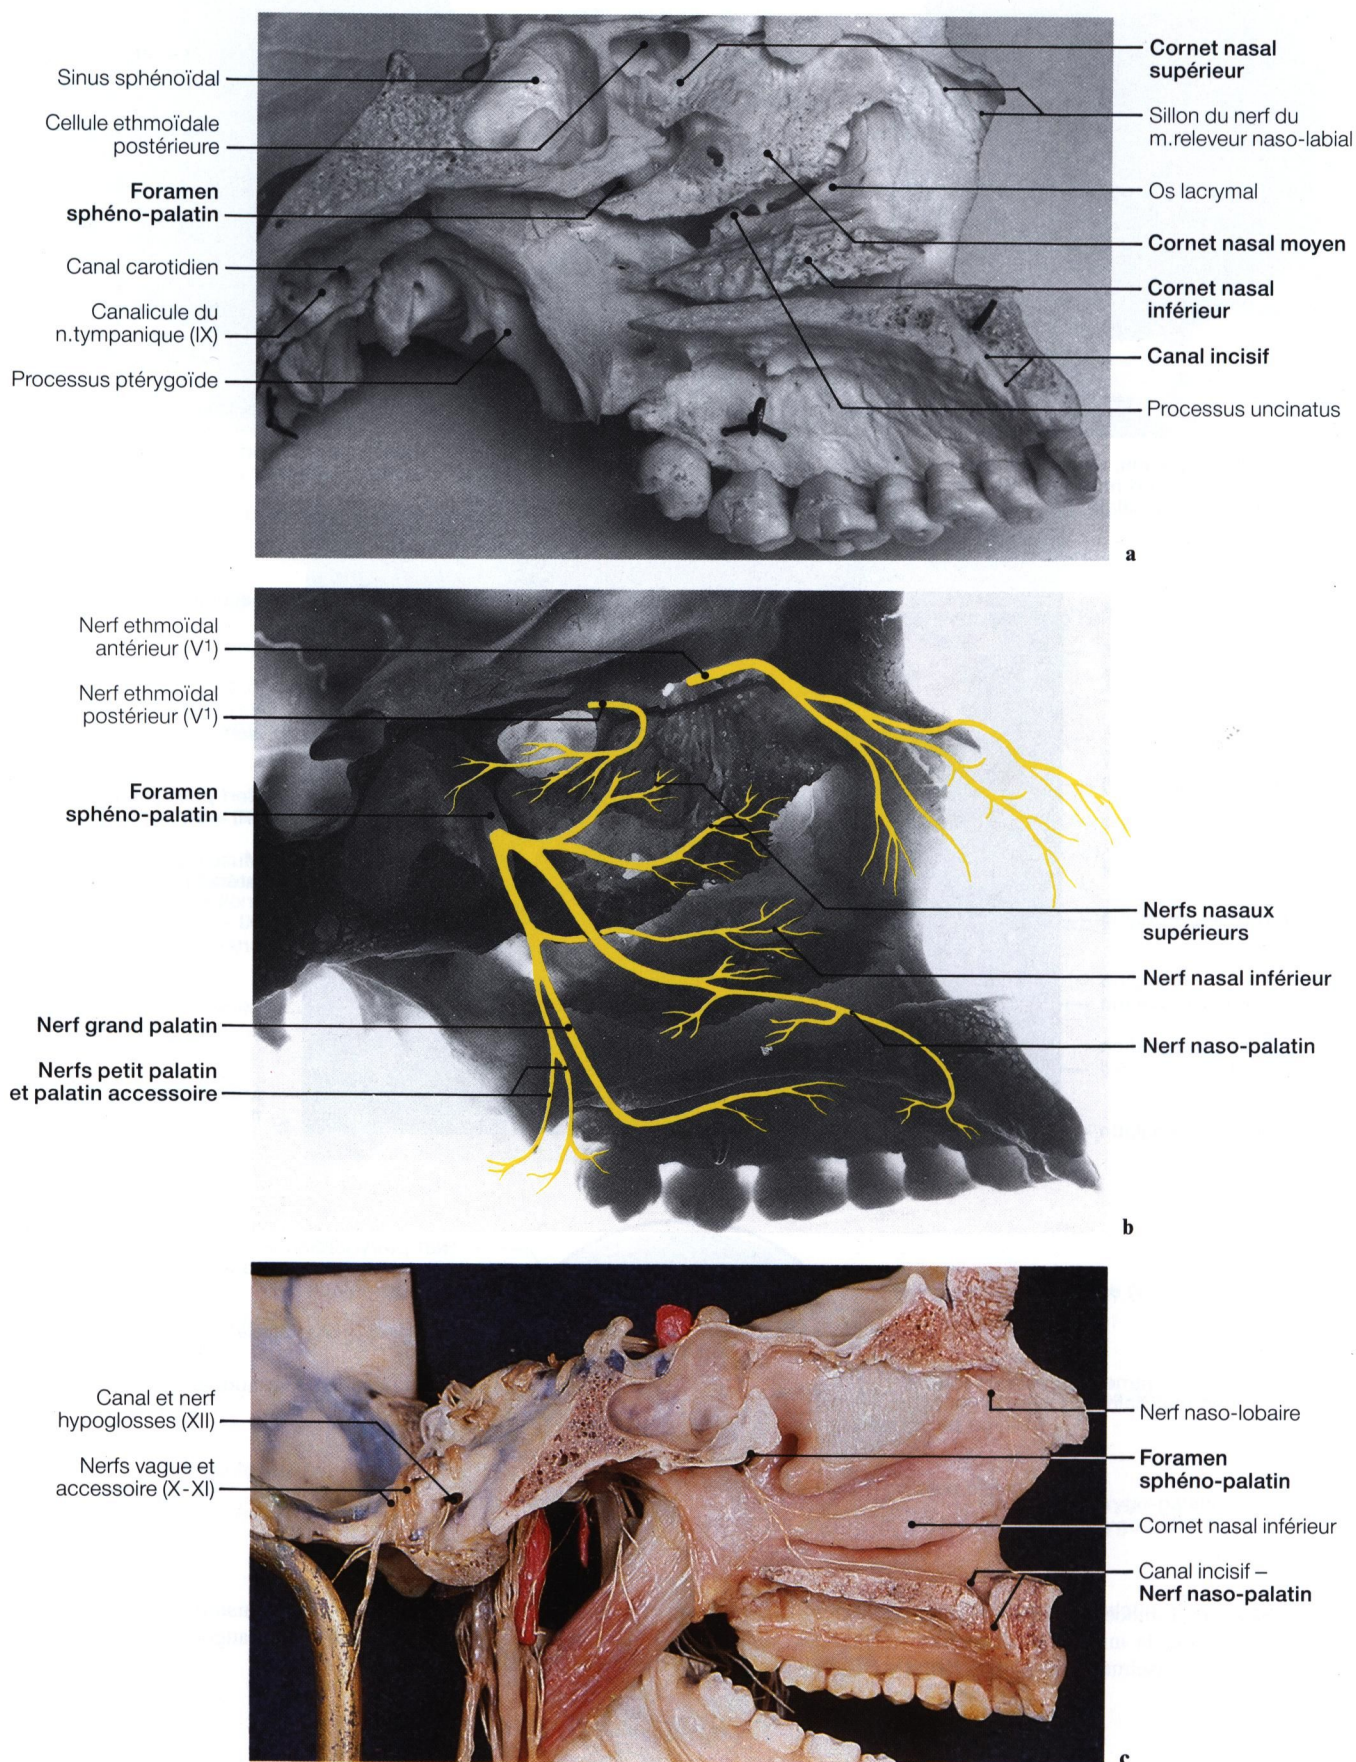 Sinus sphénoïdal
Cellule ethmoïdale
postérieure
Foramen
sphéno-palatin
Canal carotidien
Canalicule du
n.tympanique (IX)
Processus ptérygoïde
Cornet nasal
supérieur
Sillon du nerf du
m.releveur naso-labial
Os lacrymal
Cornet nasal moyen
Cornet nasal
inférieur
Canal incisif
Processus uncinatus
a
Nerf ethmoïdal
antérieur (V1)
Nerf ethmoïdal
postérieur (V1)
Foramen
sphéno-palatin
Nerf grand palatin
Nerfs petit palatin
et palatin accessoire
Nerfs nasaux
supérieurs
Nerf nasal inférieur
Nerf naso-palatin
b
Canal et nerf
hypoglosses (XII)
Nerfs vague et
accessoire (X-XI)
Nerf naso-lobaire
Foramen
sphéno-palatin
Cornet nasal inférieur
Canal incisif –
Nerf naso-palatin
c